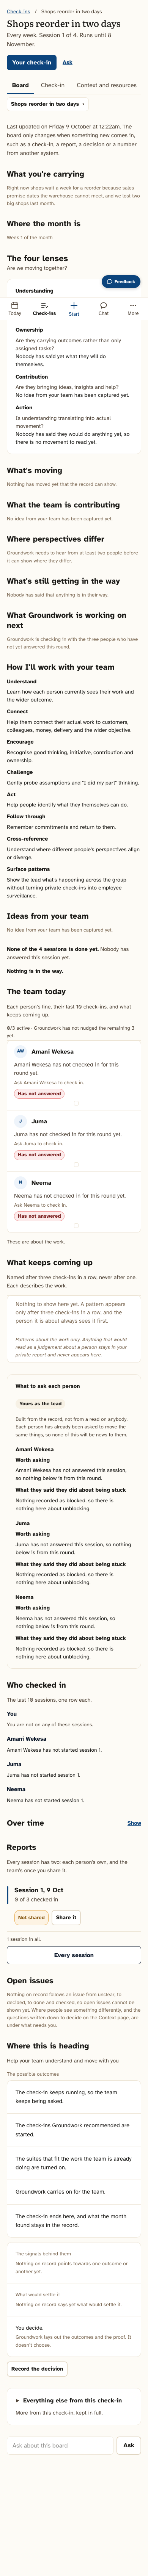 Check-ins / Shops reorder in two days
Shops reorder in two days
Every week. Session 1 of 4. Runs until 8
November.
Your check-in Ask
Board Check-in Context and resources
Shops reorder in two days
Last updated on Friday 9 October at 12:22am. The
board only changes when something new comes in,
such as a check-in, a report, a decision or a number
from another system.
What you're carrying
Right now shops wait a week for a reorder because sales
promise dates the warehouse cannot meet, and we lost two
big shops last month.
Where the month is
Week 1 of the month
The four lenses
Are we moving together?
Understanding
Feedback
Today Check-ins Start Chat More
Ownership
Are they carrying outcomes rather than only
assigned tasks?
Nobody has said yet what they will do
themselves.
Contribution
Are they bringing ideas, insight and help?
No idea from your team has been captured yet.
Action
Is understanding translating into actual
movement?
Nobody has said they would do anything yet, so
there is no movement to read yet.
What's moving
Nothing has moved yet that the record can show.
What the team is contributing
No idea from your team has been captured yet.
Where perspectives differ
Groundwork needs to hear from at least two people before
it can show where they differ.
What's still getting in the way
Nobody has said that anything is in their way.
What Groundwork is working on
next
Groundwork is checking in with the three people who have
not yet answered this round.
How I'll work with your team
Understand
Learn how each person currently sees their work and
the wider outcome.
Connect
Help them connect their actual work to customers,
colleagues, money, delivery and the wider objective.
Encourage
Recognise good thinking, initiative, contribution and
ownership.
Challenge
Gently probe assumptions and "I did my part" thinking.
Act
Help people identify what they themselves can do.
Follow through
Remember commitments and return to them.
Cross-reference
Understand where different people's perspectives align
or diverge.
Surface patterns
Show the lead what's happening across the group
without turning private check-ins into employee
surveillance.
Ideas from your team
No idea from your team has been captured yet.
None of the 4 sessions is done yet. Nobody has
answered this session yet.
Nothing is in the way.
The team today
Each person's line, their last 10 check-ins, and what
keeps coming up.
0/3 active · Groundwork has not nudged the remaining 3
yet.
AW Amani Wekesa
Amani Wekesa has not checked in for this
round yet.
Ask Amani Wekesa to check in.
Has not answered
J Juma
Juma has not checked in for this round yet.
Ask Juma to check in.
Has not answered
N Neema
Neema has not checked in for this round yet.
Ask Neema to check in.
Has not answered
These are about the work.
What keeps coming up
Named after three check-ins in a row, never after one.
Each describes the work.
Nothing to show here yet. A pattern appears
only after three check-ins in a row, and the
person it is about always sees it first.
Patterns about the work only. Anything that would
read as a judgement about a person stays in your
private report and never appears here.
What to ask each person
Yours as the lead
Built from the record, not from a read on anybody.
Each person has already been asked to move the
same things, so none of this will be news to them.
Amani Wekesa
Worth asking
Amani Wekesa has not answered this session,
so nothing below is from this round.
What they said they did about being stuck
Nothing recorded as blocked, so there is
nothing here about unblocking.
Juma
Worth asking
Juma has not answered this session, so nothing
below is from this round.
What they said they did about being stuck
Nothing recorded as blocked, so there is
nothing here about unblocking.
Neema
Worth asking
Neema has not answered this session, so
nothing below is from this round.
What they said they did about being stuck
Nothing recorded as blocked, so there is
nothing here about unblocking.
Who checked in
The last 10 sessions, one row each.
You
You are not on any of these sessions.
Amani Wekesa
Amani Wekesa has not started session 1.
Juma
Juma has not started session 1.
Neema
Neema has not started session 1.
Over time Show
Reports
Every session has two: each person's own, and the
team's once you share it.
Session 1, 9 Oct
0 of 3 checked in
Not shared Share it
1 session in all.
Every session
Open issues
Nothing on record follows an issue from unclear, to
decided, to done and checked, so open issues cannot be
shown yet. Where people see something differently, and the
questions written down to decide on the Context page, are
under what needs you.
Where this is heading
Help your team understand and move with you
The possible outcomes
The check-in keeps running, so the team
keeps being asked.
The check-ins Groundwork recommended are
started.
The suites that fit the work the team is already
doing are turned on.
Groundwork carries on for the team.
The check-in ends here, and what the month
found stays in the record.
The signals behind them
Nothing on record points towards one outcome or
another yet.
What would settle it
Nothing on record says yet what would settle it.
You decide.
Groundwork lays out the outcomes and the proof. It
doesn't choose.
Record the decision
Everything else from this check-in
More from this check-in, kept in full.
Ask about this board Ask